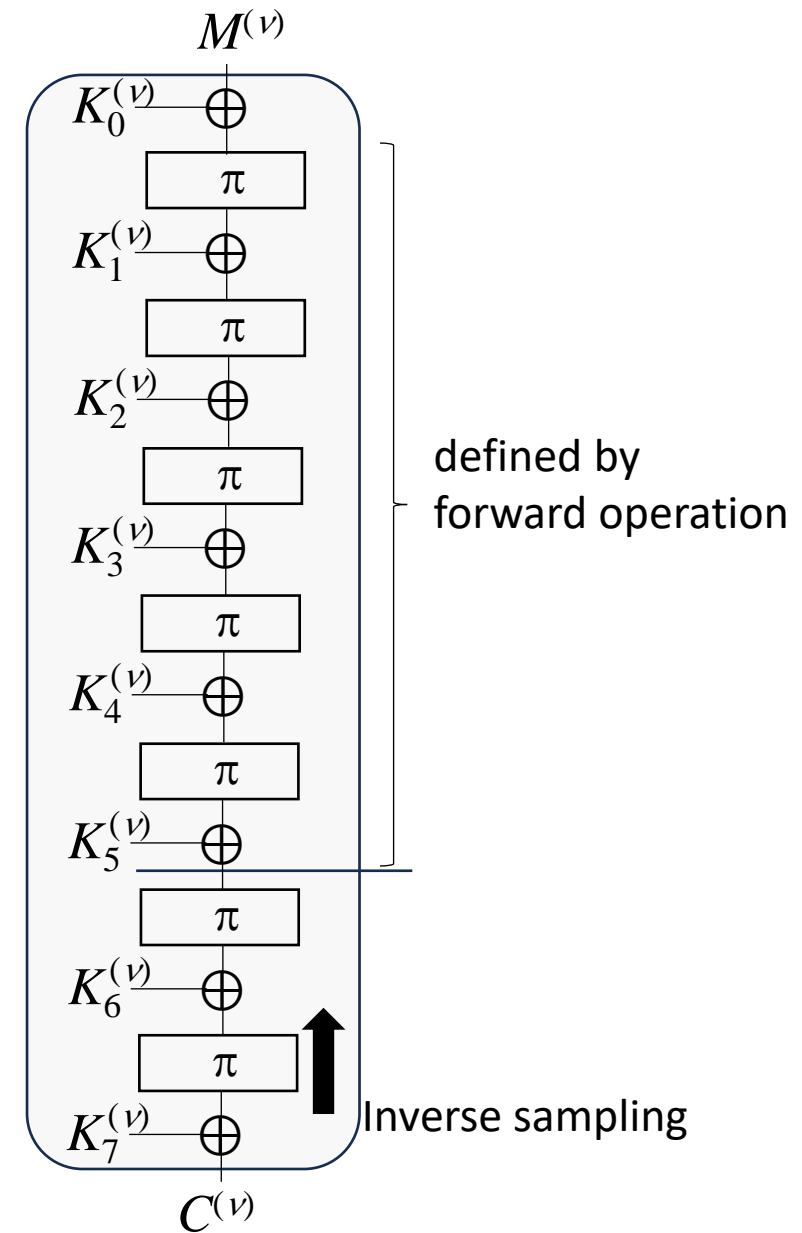 M^(ν)
K_0^(ν)
π
K_1^(ν)
π
K_2^(ν)
π
K_3^(ν)
π
K_4^(ν)
π
K_5^(ν)
π
K_6^(ν)
π
K_7^(ν)
C^(ν)
defined by
forward operation
Inverse sampling